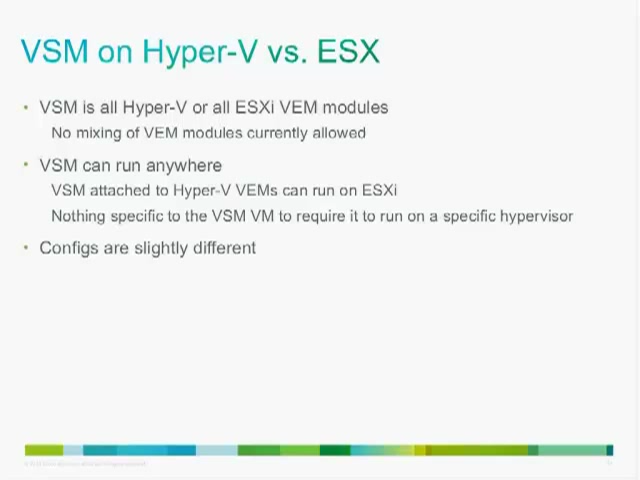 VSM on Hyper-V vs. ESX
• VSM is all Hyper-V or all ESXi VEM modules
No mixing of VEM modules currently allowed
• VSM can run anywhere
VSM attached to Hyper-V VEMs can run on ESXi
Nothing specific to the VSM VM to require it to run on a specific hypervisor
• Configs are slightly different